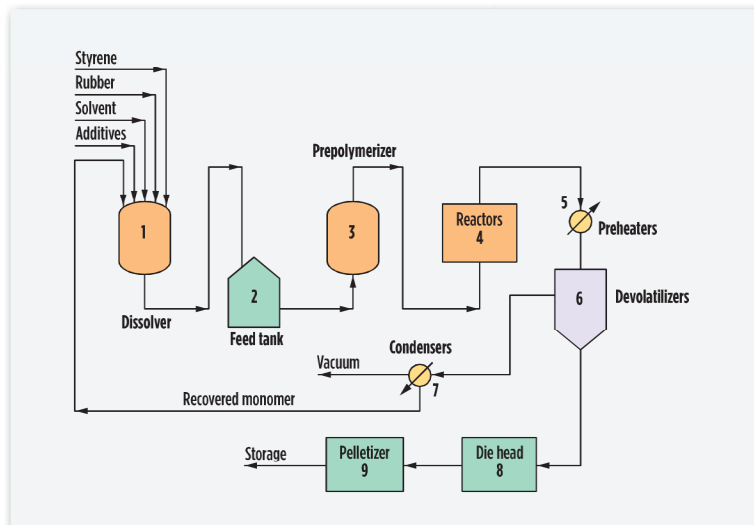 Styrene
Rubber
Solvent
Additives
Prepolymerizer
1
3
Reactors
4
5
Preheaters
2
6
Devolatilizers
Dissolver
Feed tank
Condensers
Vacuum
7
Recovered monomer
Storage
Pelletizer
9
Die head
8